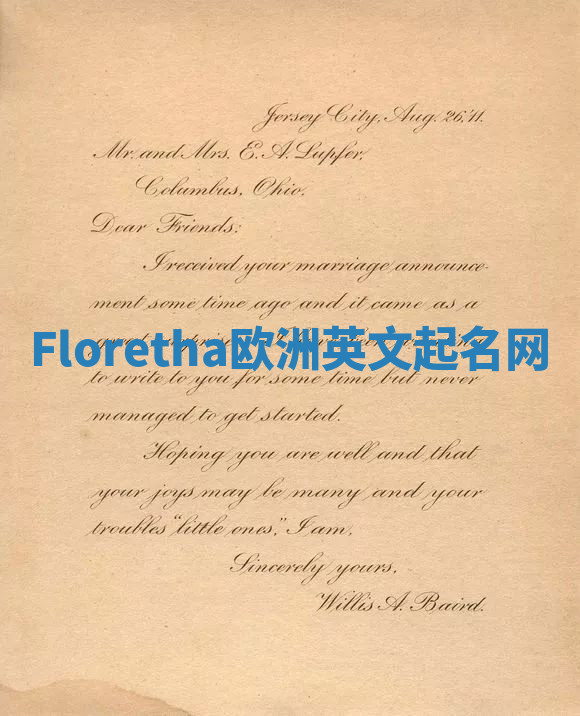 Jersey City, Aug. 26, '11.
Mr. and Mrs. E. A. Lupfer,
Columbus, Ohio.
Dear Friends:
I received your marriage announce-
ment some time ago and it came as a
Floretha欧洲英文起名网
to write to you for some time but never
managed to get started.
Hoping you are well and that
your joys may be many and your
troubles "little ones," I am,
Sincerely yours,
Willis A. Baird.